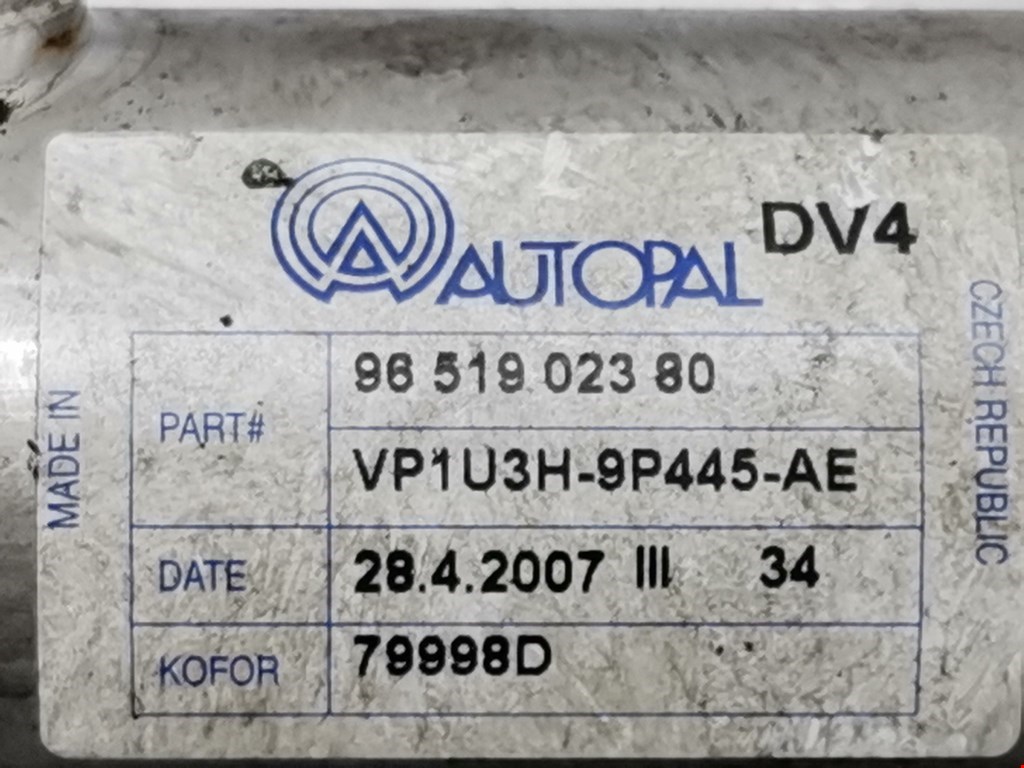 AUTOPAL
DV4
MADE IN
CZECH REPUBLIC
PART#
96 519 023 80
VP1U3H-9P445-AE
DATE
28.4.2007 III 34
KOFOR
79998D